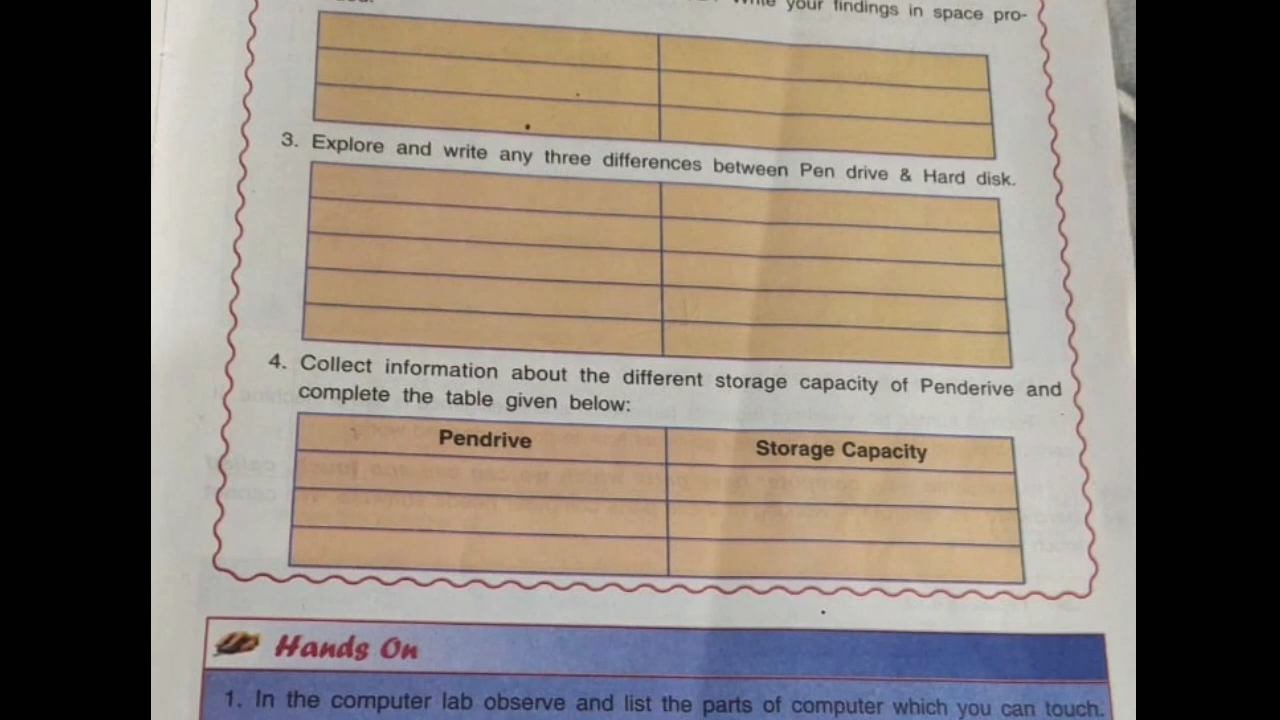 your findings in space pro-
3. Explore and write any three differences between Pen drive & Hard disk.
4. Collect information about the different storage capacity of Penderive and
complete the table given below:
Pendrive Storage Capacity
Hands On
1. In the computer lab observe and list the parts of computer which you can touch.